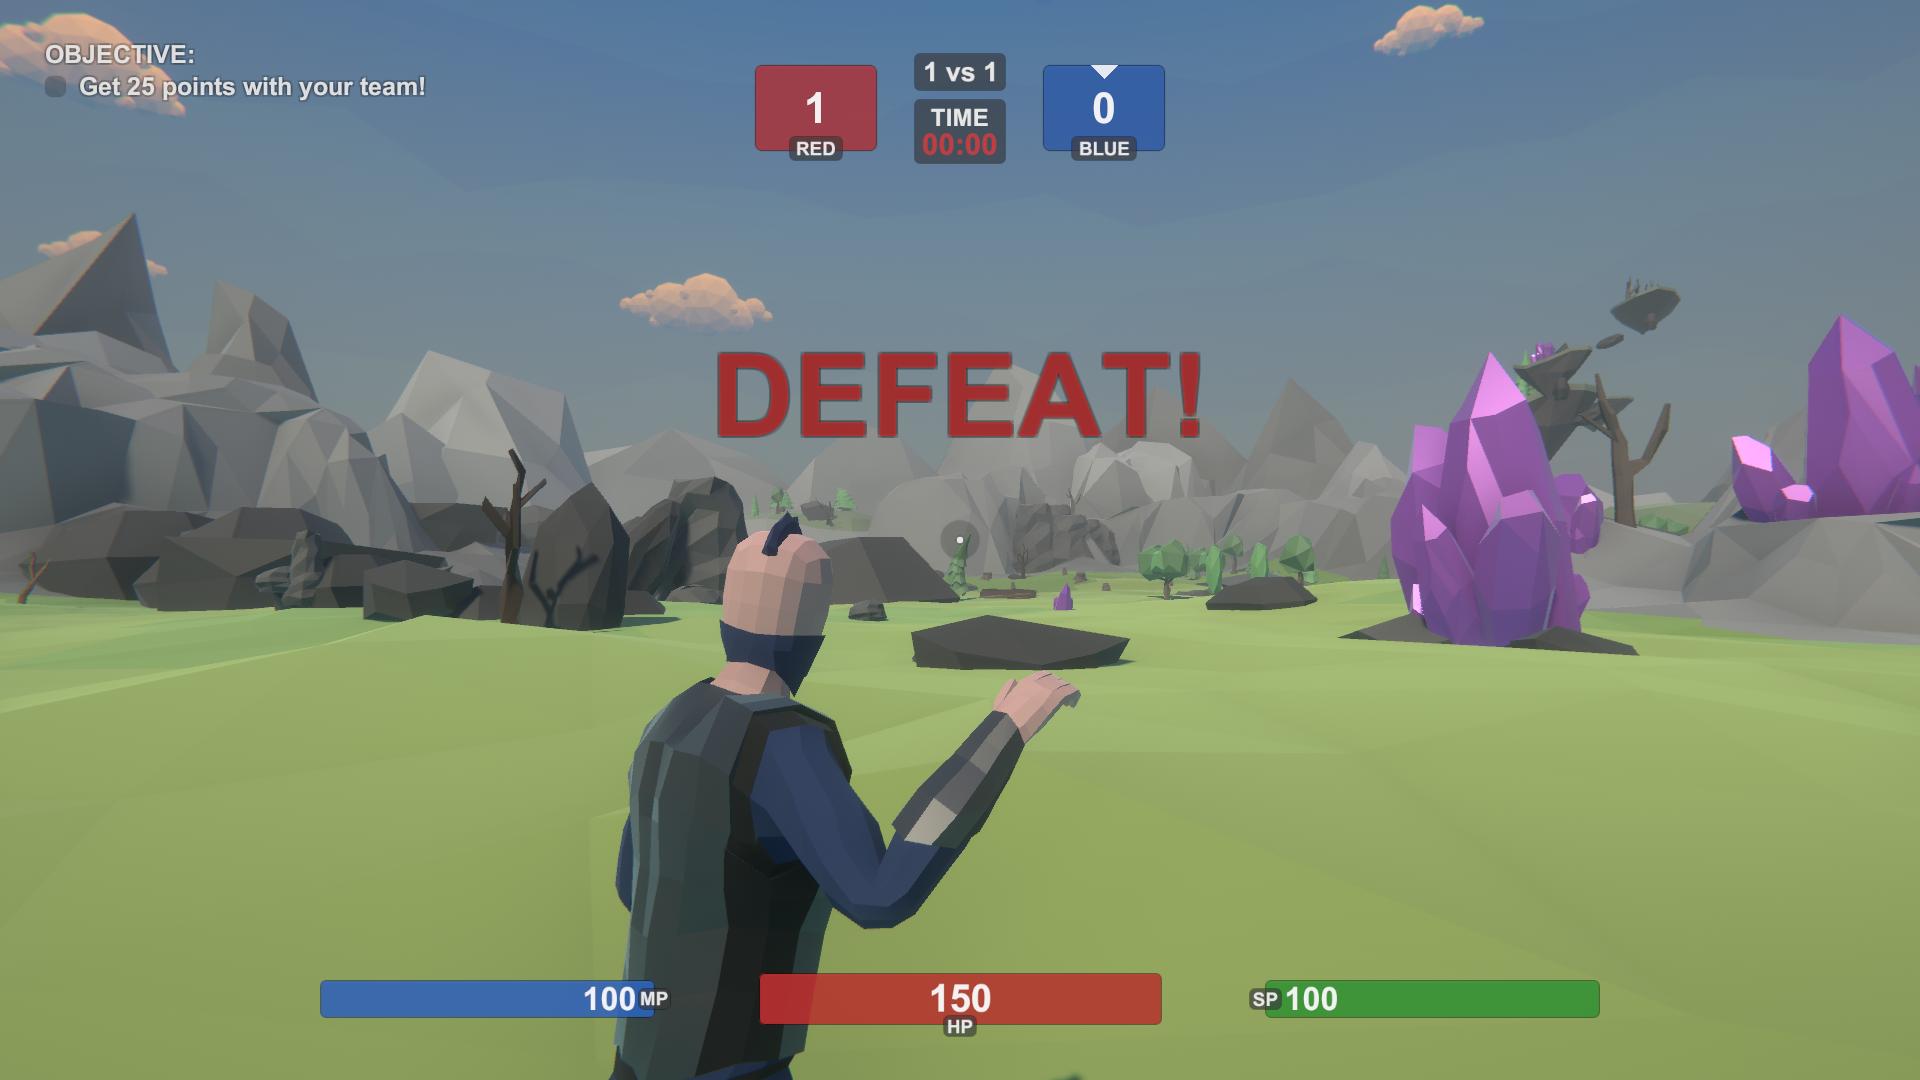 OBJECTIVE:
Get 25 points with your team!
1
RED
1 vs 1
TIME
00:00
0
BLUE
DEFEAT!
100 MP
150
HP
SP 100